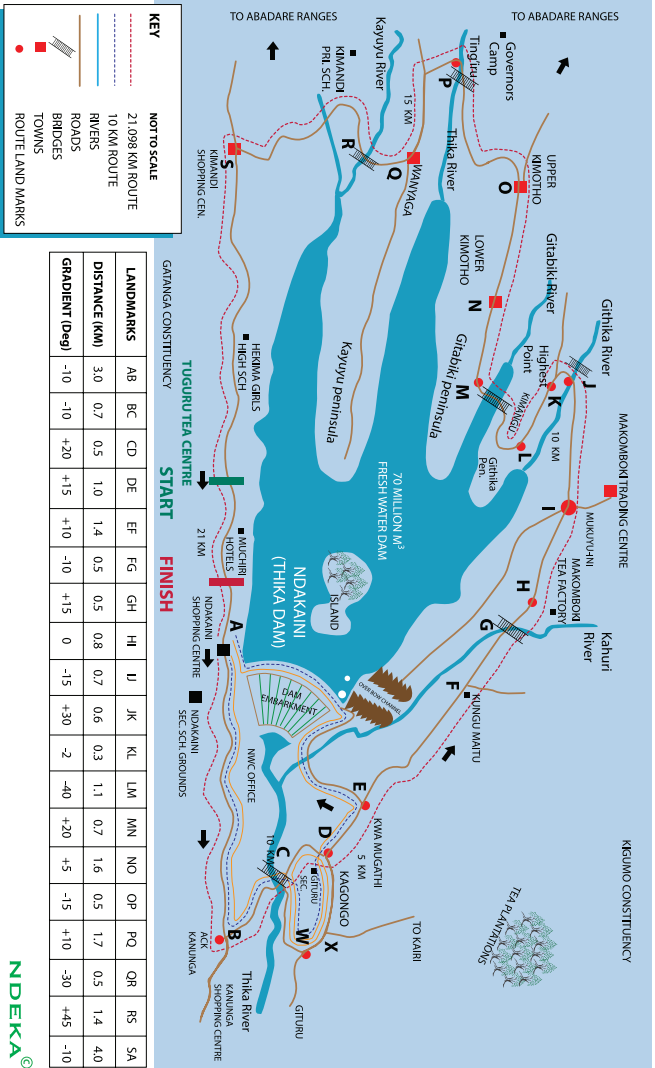 TO ABADARE RANGES
TO ABADARE RANGES
KEY
NOT TO SCALE
21.098 KM ROUTE
10 KM ROUTE
RIVERS
ROADS
BRIDGES
TOWNS
ROUTE LAND MARKS
KIMANDI
PRI. SCH.
Kayuyu River
Ting'iru
Governors
Camp
P
15 KM
Thika River
R
Q
WANYAGA
S
KIMANDI
SHOPPING CEN.
UPPER
KIMOTHO
O
LOWER
KIMOTHO
N
Gitabiki River
Githika River
Highest
Point
J
K
KIMANGU
M
L
10 KM
Githika
Pen.
Gitabiki peninsula
Kayuyu peninsula
MAKOMBOKI TRADING CENTRE
I
MUKUYUHNI
MAKOMBOKI
TEA FACTORY
H
G
Kahuri
River
F
KUNGU MAITU
HEKIMA GIRLS
HIGH SCH
GATANGA CONSTITUENCY
TUGURU TEA CENTRE
START
MUCHIRI
HOTELS
21 KM
FINISH
70 MILLION M³
FRESH WATER DAM
NDAKAINI
(THIKA DAM)
ISLAND
A
NDAKAINI
SHOPPING CENTRE
NDAKAINI
SEC. SCH. GROUNDS
DAM
EMBARKMENT
OVER BOW CHANNEL
NWC OFFICE
E
KWA MUGATHI
5 KM
D
C
10 KM
GITURU
SEC.
KAGONGO
X
W
TO KAIRI
GITURU
B
ACK
KANUNGA
Thika River
KANUNGA
SHOPPING CENTRE
KIGUMO CONSTITUENCY
TEA PLANTATIONS
LANDMARKS AB BC CD DE EF FG GH HI IJ JK KL LM MN NO OP PQ QR RS SA
DISTANCE (KM) 3.0 0.7 0.5 1.0 1.4 0.5 0.5 0.8 0.7 0.6 0.3 1.1 0.7 1.6 0.5 1.7 0.5 1.4 4.0
GRADIENT (Deg) -10 -10 +20 +15 +10 -10 +15 0 -15 +30 -2 -40 +20 +5 -15 +10 -30 +45 -10
NDEKA©